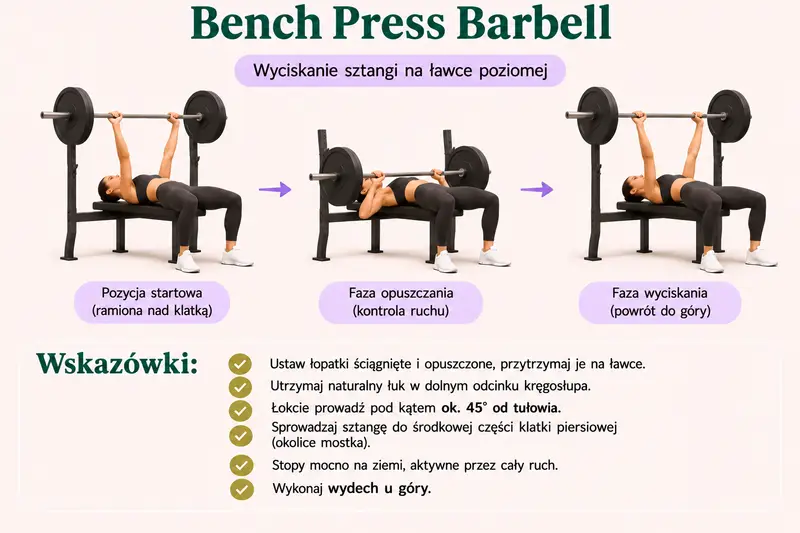 Bench Press Barbell
Wyciskanie sztangi na ławce poziomej
Pozycja startowa
(ramiona nad klatką)
Faza opuszczania
(kontrola ruchu)
Faza wyciskania
(powrót do góry)
Wskazówki:
Ustaw łopatki ściągnięte i opuszczone, przytrzymaj je na ławce.
Utrzymaj naturalny łuk w dolnym odcinku kręgosłupa.
Łokcie prowadź pod kątem ok. 45° od tułowia.
Sprowadzaj sztangę do środkowej części klatki piersiowej
(okolice mostka).
Stopy mocno na ziemi, aktywne przez cały ruch.
Wykonaj wydech u góry.